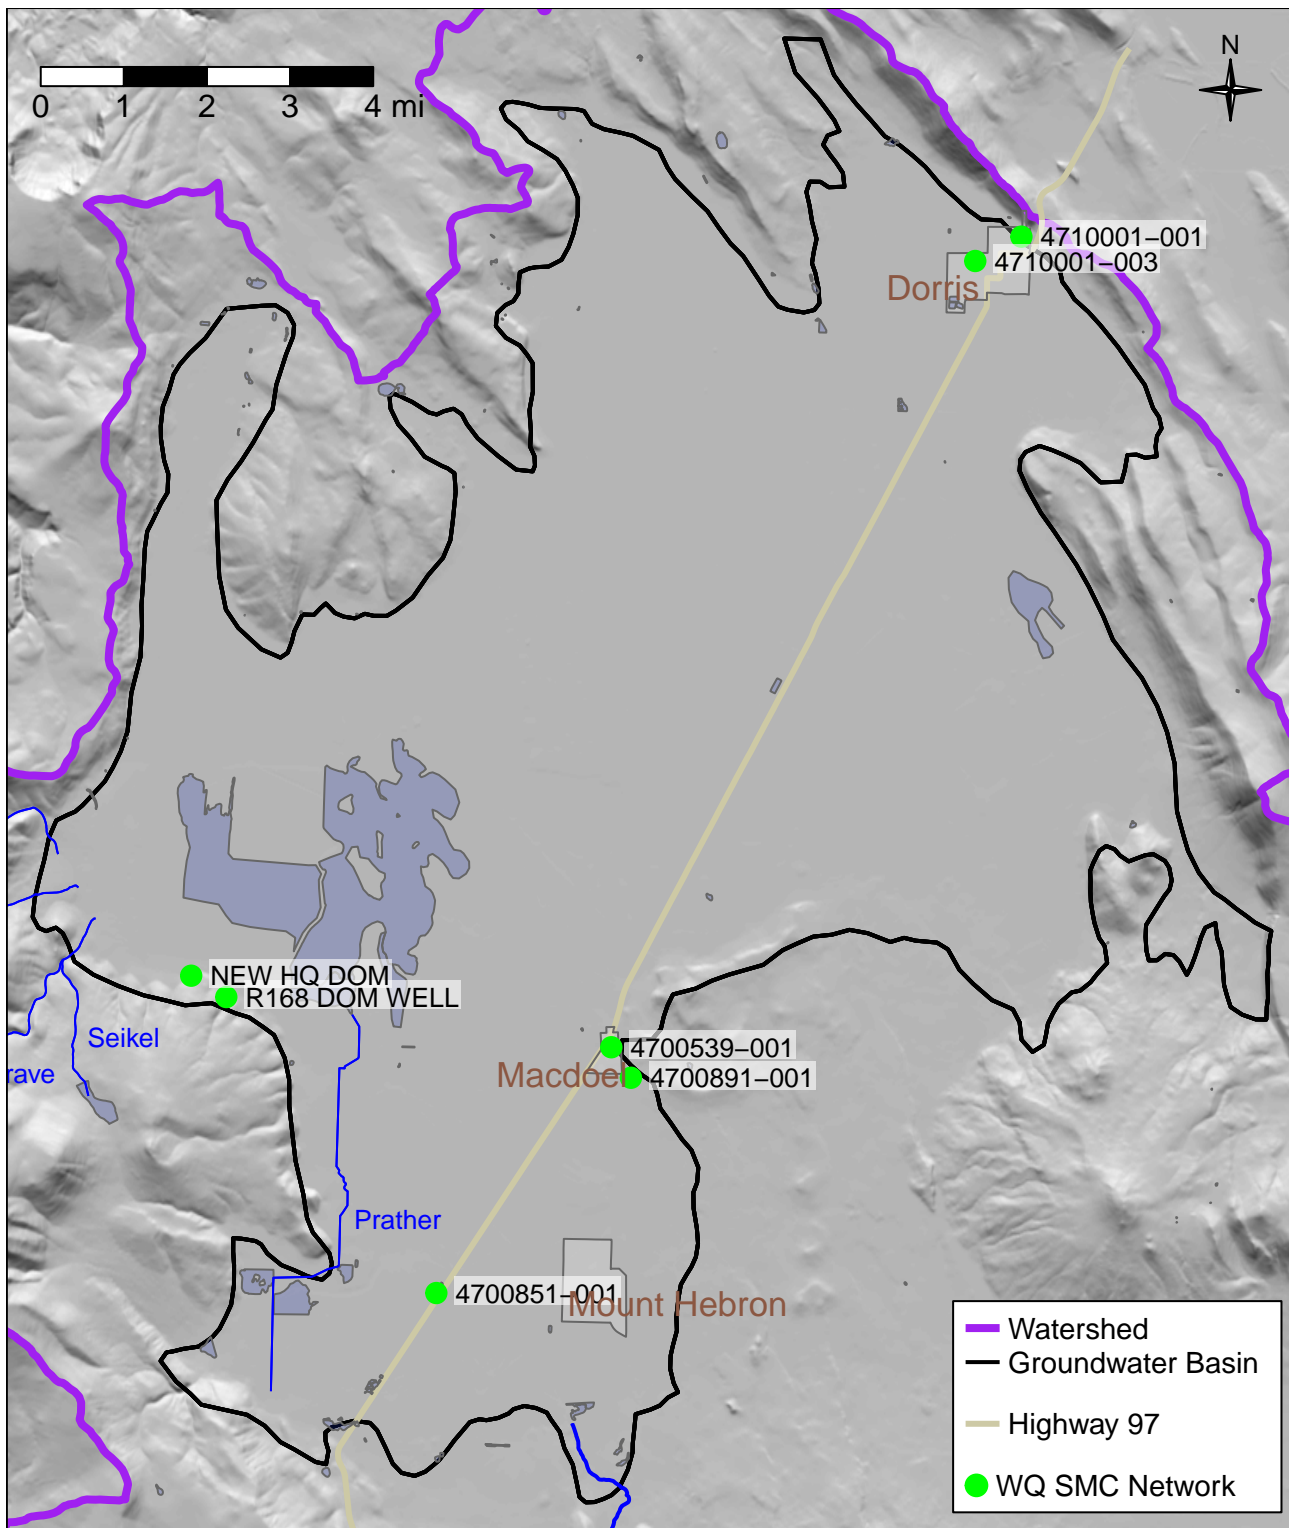 N
0 1 2 3 4 mi
4710001−001
4710001−003
Dorris
NEW HQ DOM
R168 DOM WELL
Seikel
rave
4700539−001
Macdoel
4700891−001
Prather
4700851−001
Mount Hebron
Watershed
Groundwater Basin
Highway 97
WQ SMC Network